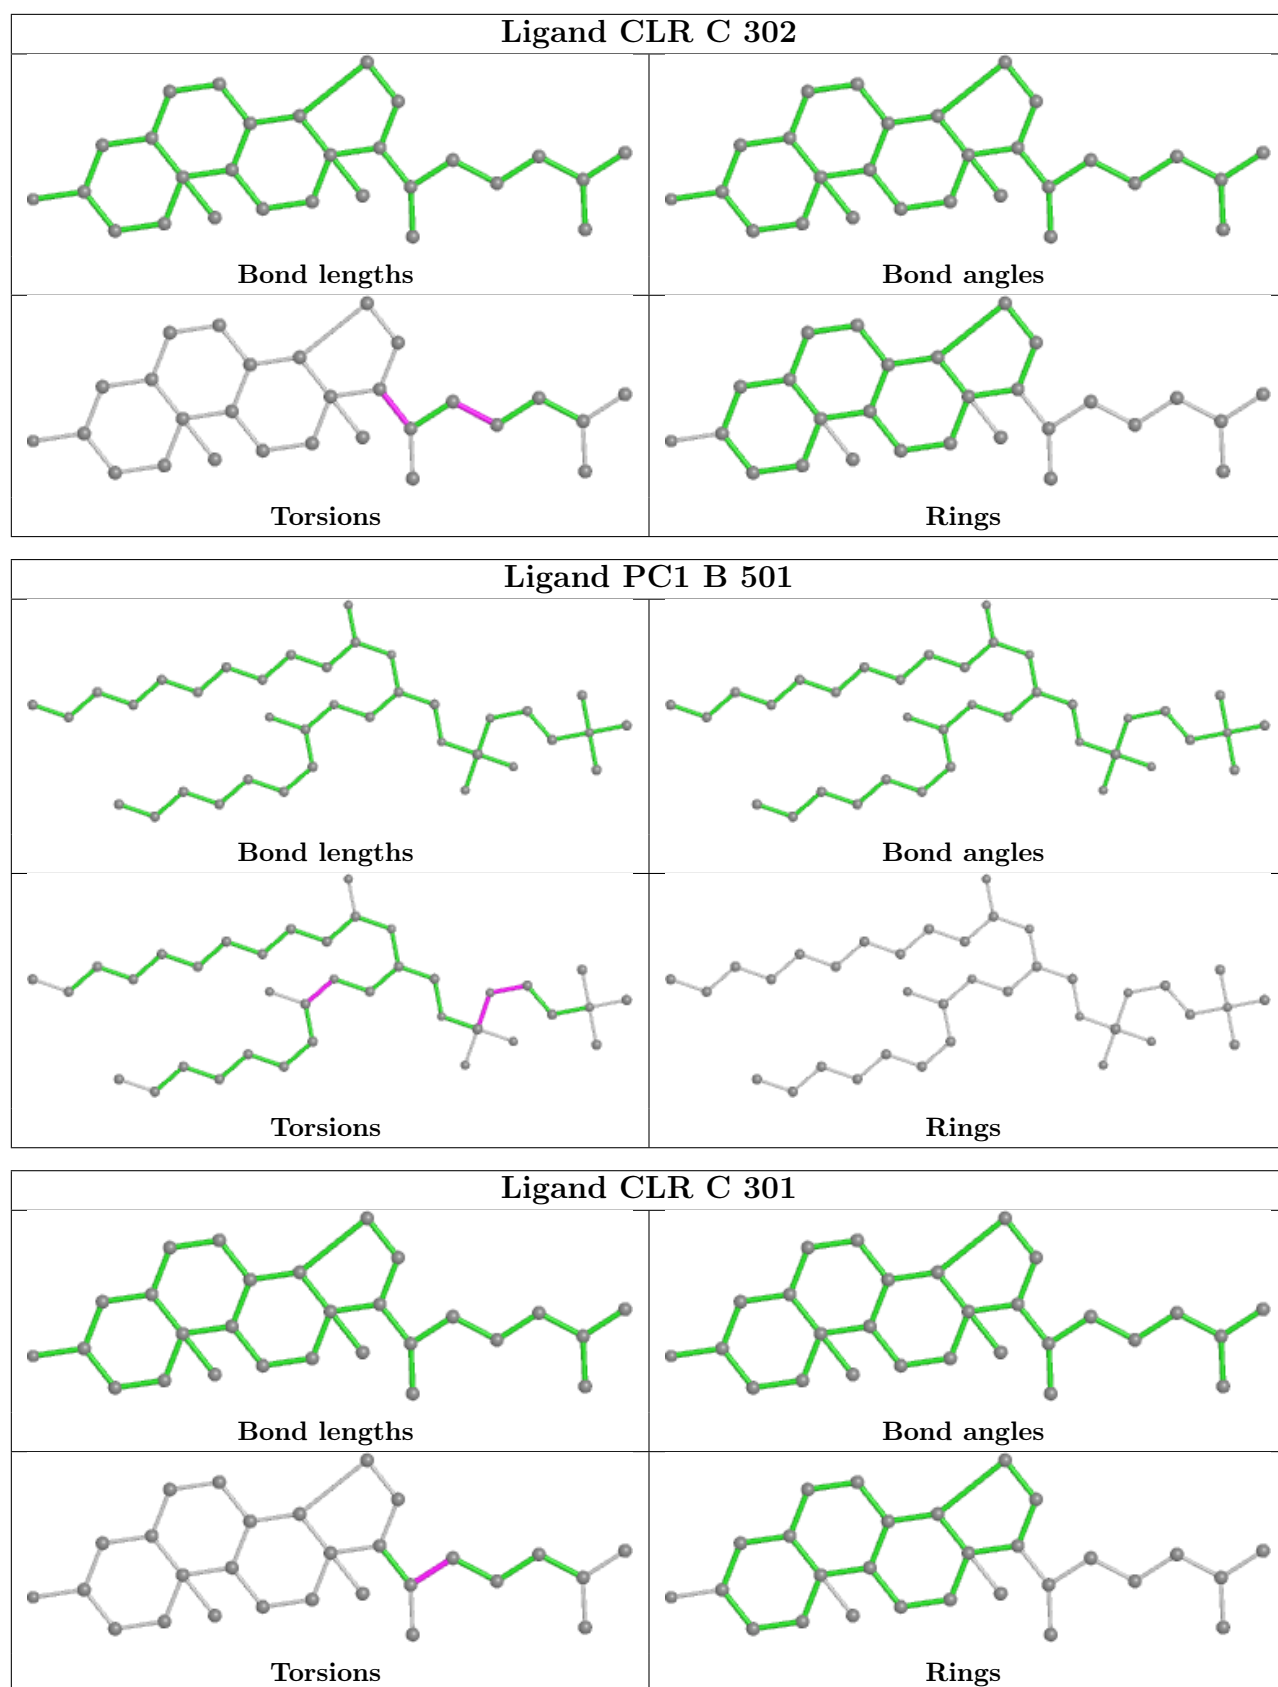 Ligand CLR C 302
Bond lengths
Bond angles
Torsions
Rings
Ligand PC1 B 501
Bond lengths
Bond angles
Torsions
Rings
Ligand CLR C 301
Bond lengths
Bond angles
Torsions
Rings